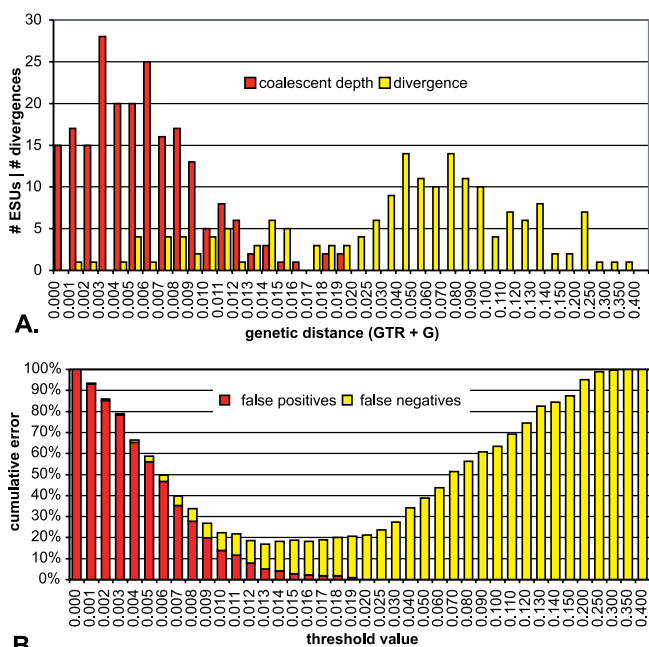 30
25
20
15
10
5
0
# ESUs | # divergences
coalescent depth
divergence
0.000 0.001 0.002 0.003 0.004 0.005 0.006 0.007 0.008 0.009 0.010 0.011 0.012 0.013 0.014 0.015 0.016 0.017 0.018 0.019 0.020 0.025 0.030 0.040 0.050 0.060 0.070 0.080 0.090 0.100 0.110 0.120 0.130 0.140 0.150 0.200 0.250 0.300 0.350 0.400
A.
genetic distance (GTR + G)
100%
90%
80%
70%
60%
50%
40%
30%
20%
10%
0%
cumulative error
false positives
false negatives
0.000 0.001 0.002 0.003 0.004 0.005 0.006 0.007 0.008 0.009 0.010 0.011 0.012 0.013 0.014 0.015 0.016 0.017 0.018 0.019 0.020 0.025 0.030 0.040 0.050 0.060 0.070 0.080 0.090 0.100 0.110 0.120 0.130 0.140 0.150 0.200 0.250 0.300 0.350 0.400
B
threshold value